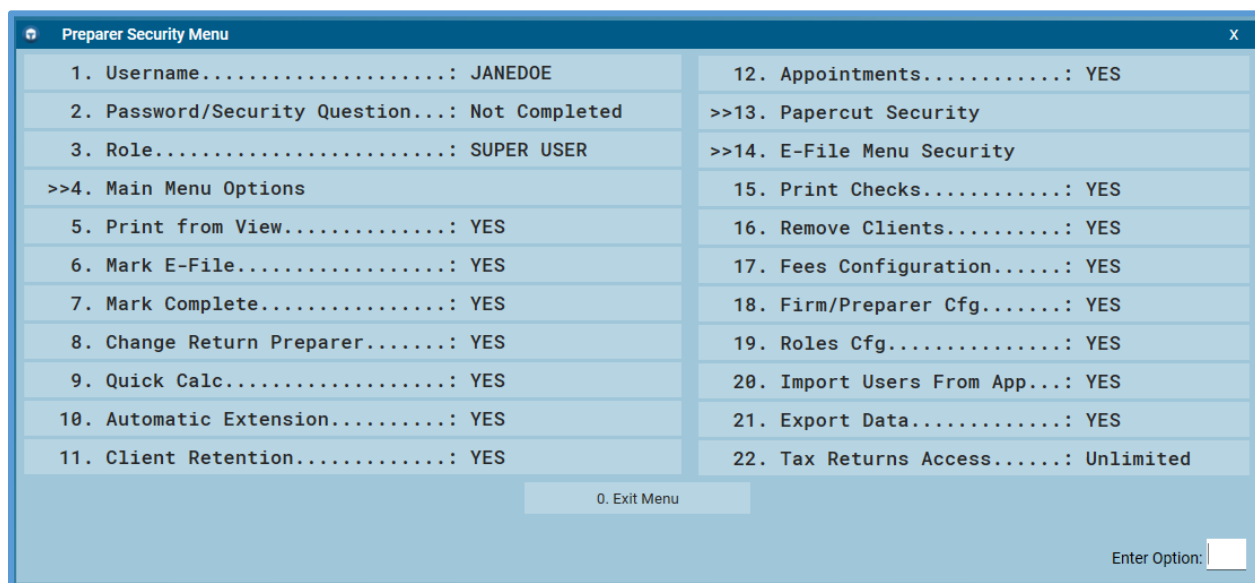 Preparer Security Menu X
1. Username.....................: JANEDOE
2. Password/Security Question...: Not Completed
3. Role.........................: SUPER USER
>>4. Main Menu Options
5. Print from View..............: YES
6. Mark E-File..................: YES
7. Mark Complete................: YES
8. Change Return Preparer.......: YES
9. Quick Calc...................: YES
10. Automatic Extension..........: YES
11. Client Retention.............: YES
12. Appointments............: YES
>>13. Papercut Security
>>14. E-File Menu Security
15. Print Checks............: YES
16. Remove Clients..........: YES
17. Fees Configuration......: YES
18. Firm/Preparer Cfg.......: YES
19. Roles Cfg...............: YES
20. Import Users From App...: YES
21. Export Data.............: YES
22. Tax Returns Access......: Unlimited
0. Exit Menu
Enter Option: